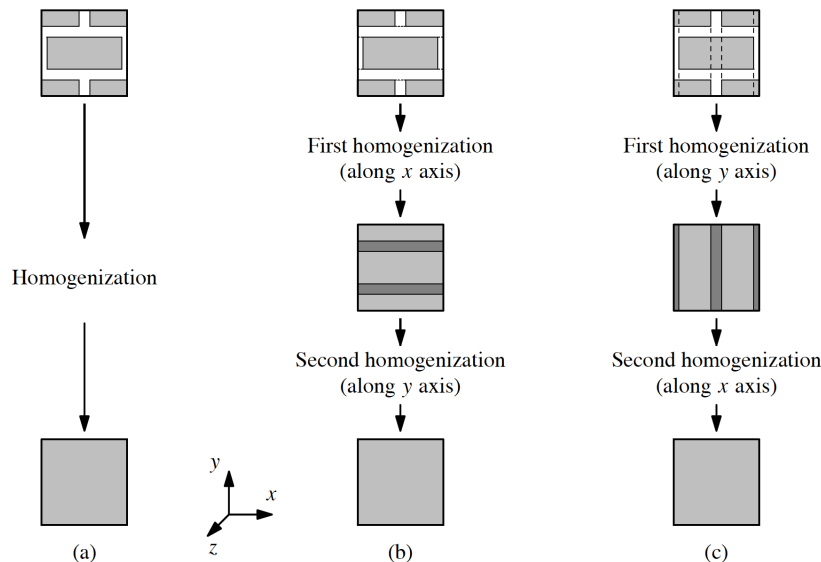 Homogenization
(a)
First homogenization
(along x axis)
Second homogenization
(along y axis)
y
x
z
(b)
First homogenization
(along y axis)
Second homogenization
(along x axis)
(c)